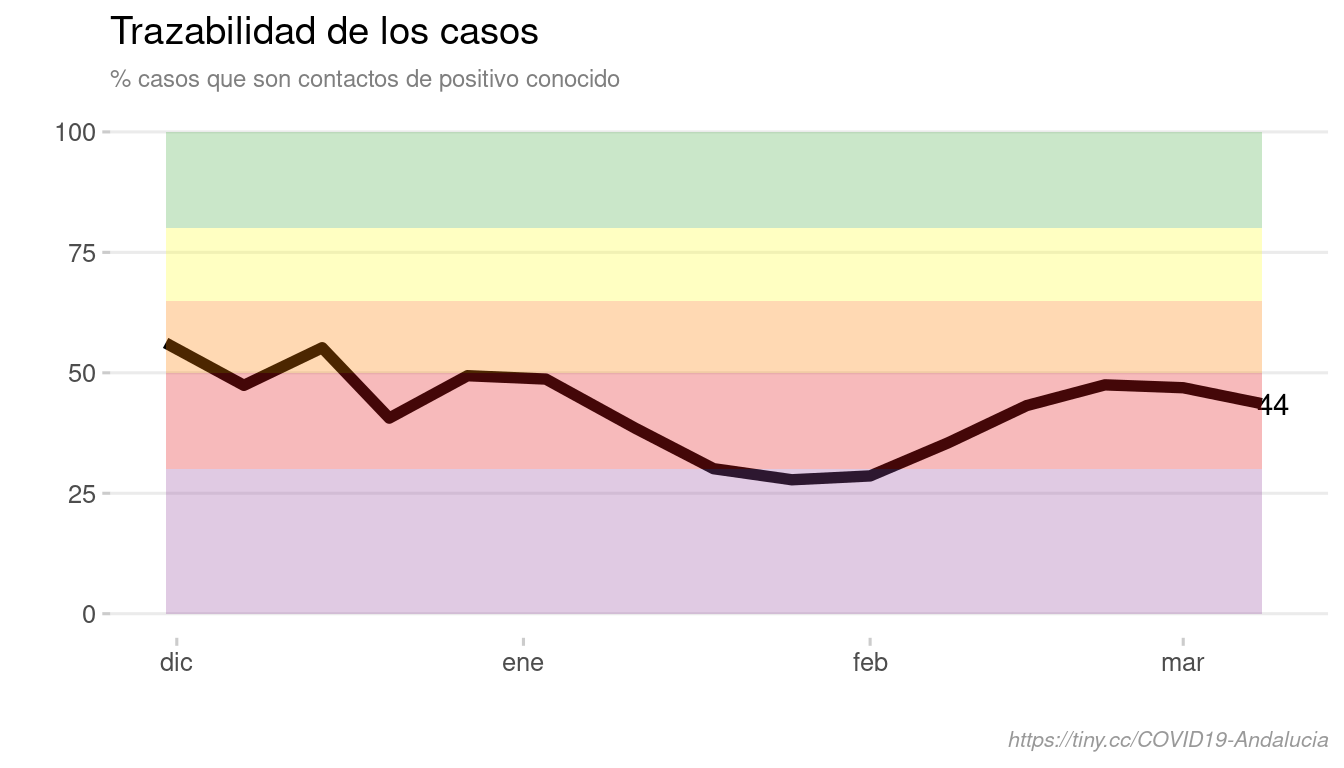 Trazabilidad de los casos
% casos que son contactos de positivo conocido
100
75
50
44
25
0
dic ene feb mar
https://tiny.cc/COVID19-Andalucia